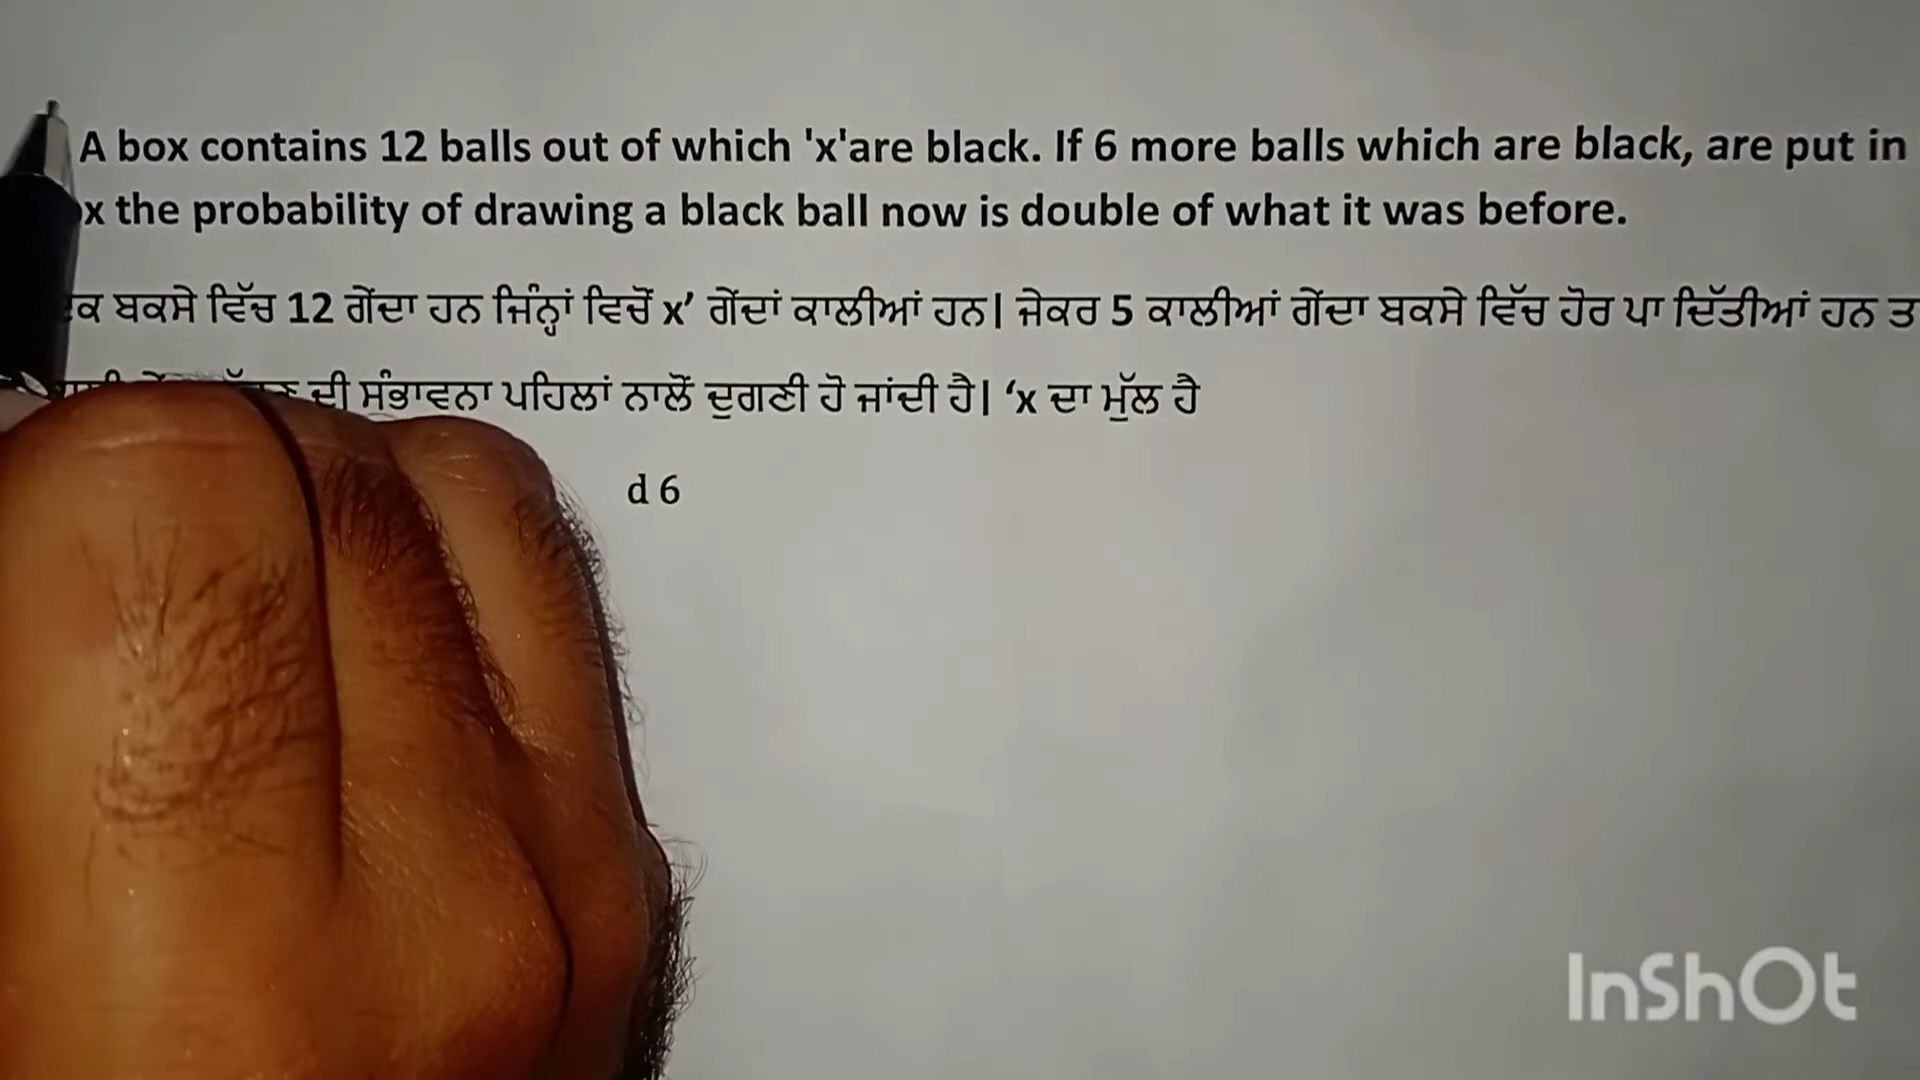 A box contains 12 balls out of which 'x'are black. If 6 more balls which are black, are put in
x the probability of drawing a black ball now is double of what it was before.
ਬਕਸੇ ਵਿੱਚ 12 ਗੇਂਦਾ ਹਨ ਜਿੰਨ੍ਹਾਂ ਵਿਚੋਂ x’ ਗੇਂਦਾਂ ਕਾਲੀਆਂ ਹਨ| ਜੇਕਰ 5 ਕਾਲੀਆਂ ਗੇਂਦਾ ਬਕਸੇ ਵਿੱਚ ਹੋਰ ਪਾ ਦਿੱਤੀਆਂ ਹਨ
ਦੀ ਸੰਭਾਵਨਾ ਪਹਿਲਾਂ ਨਾਲੋਂ ਦੁਗਣੀ ਹੋ ਜਾਂਦੀ ਹੈ| ‘x ਦਾ ਮੁੱਲ ਹੈ
d 6
InShOt